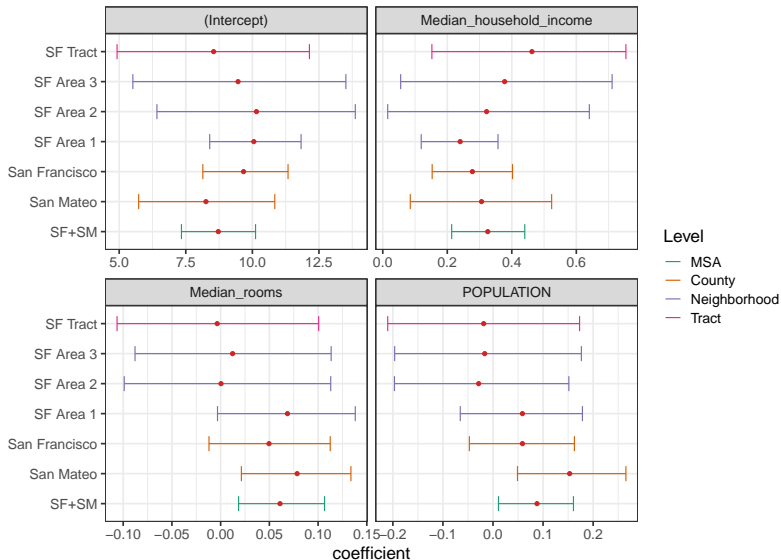 (Intercept) Median_household_income
SF Tract
SF Area 3
SF Area 2
SF Area 1
San Francisco
San Mateo
SF+SM
5.0 7.5 10.0 12.5 0.0 0.2 0.4 0.6
Median_rooms POPULATION
SF Tract
SF Area 3
SF Area 2
SF Area 1
San Francisco
San Mateo
SF+SM
−0.10 −0.05 0.00 0.05 0.10 0.15 −0.2 −0.1 0.0 0.1 0.2
coefficient
Level
MSA
County
Neighborhood
Tract